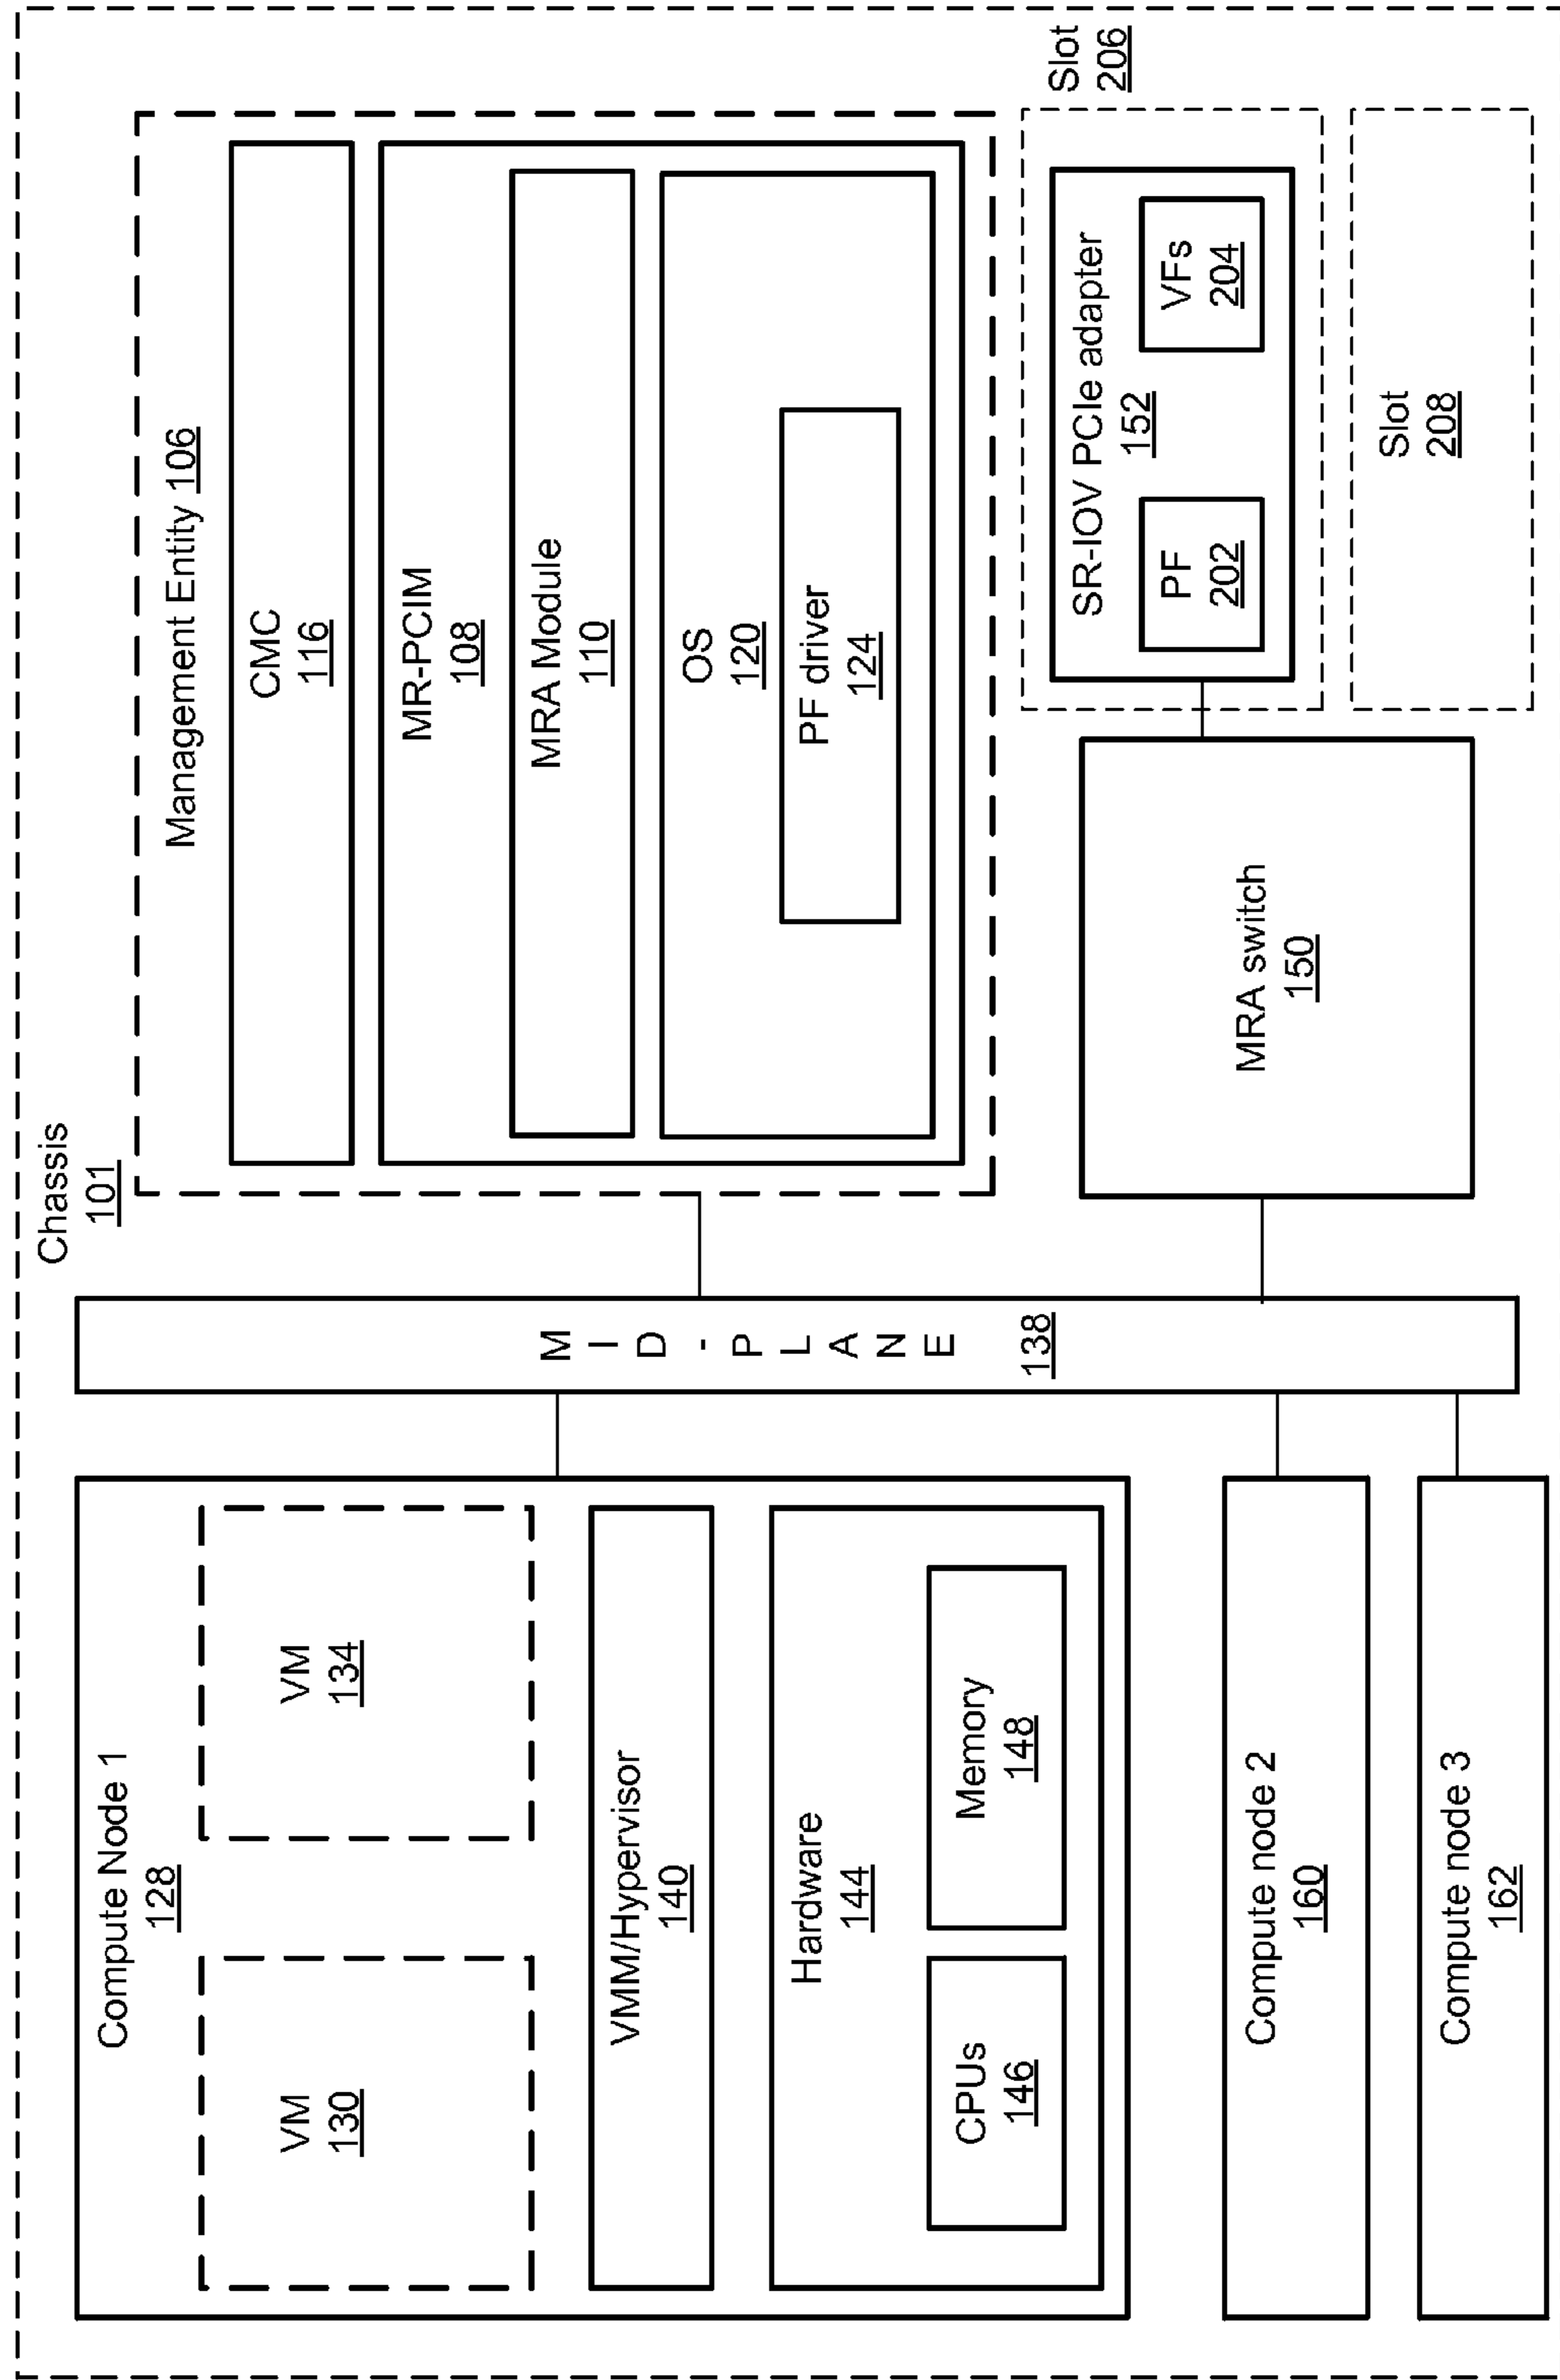 Chassis
101
Compute Node 1
128
VM
130
VM
134
VMM/Hypervisor
140
Hardware
144
CPUs
146
Memory
148
Compute node 2
160
Compute node 3
162
MID-PLANE
138
Management Entity 106
CMC
116
MR-PCIM
108
MRA Module
110
OS
120
PF driver
124
MRA switch
150
Slot
206
SR-IOV PCIe adapter
152
PF
202
VFs
204
Slot
208